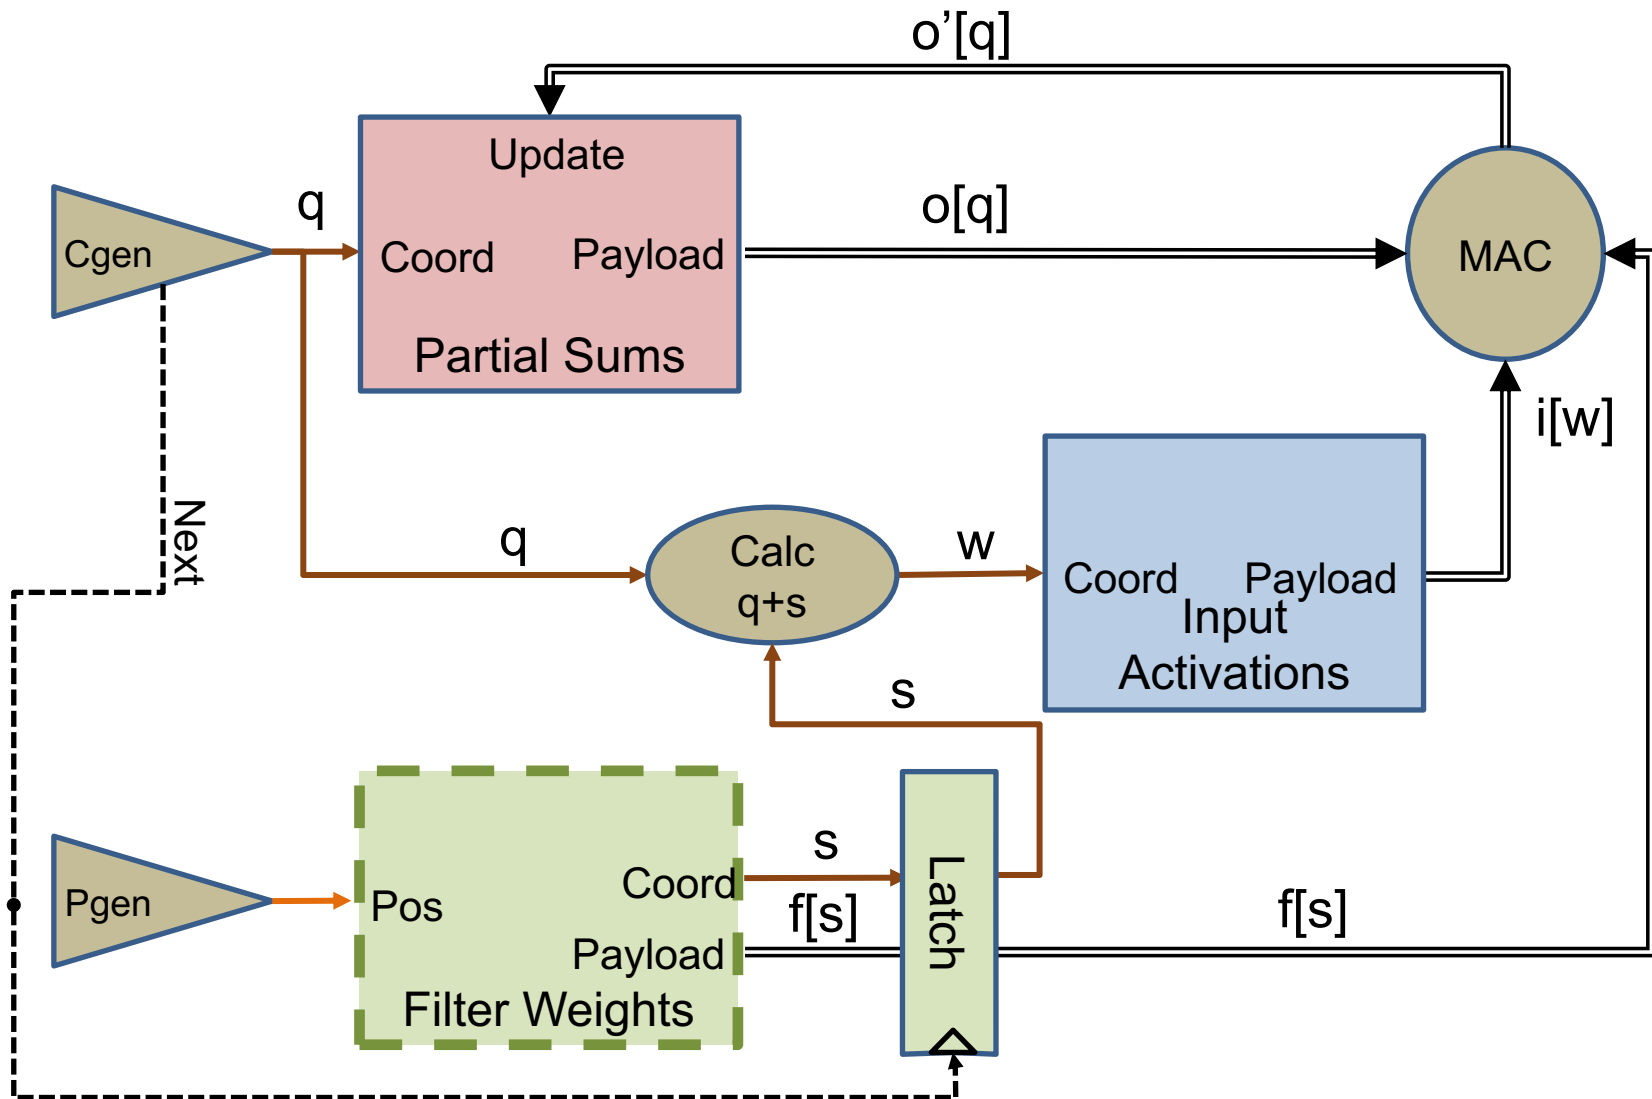 o’[q]
Update
q
o[q]
Cgen
Coord
Payload
MAC
Partial Sums
i[w]
Next
q
Calc
q+s
w
Coord
Payload
Input
Activations
s
s
Coord
Pgen
Pos
f[s]
Latch
f[s]
Payload
Filter Weights